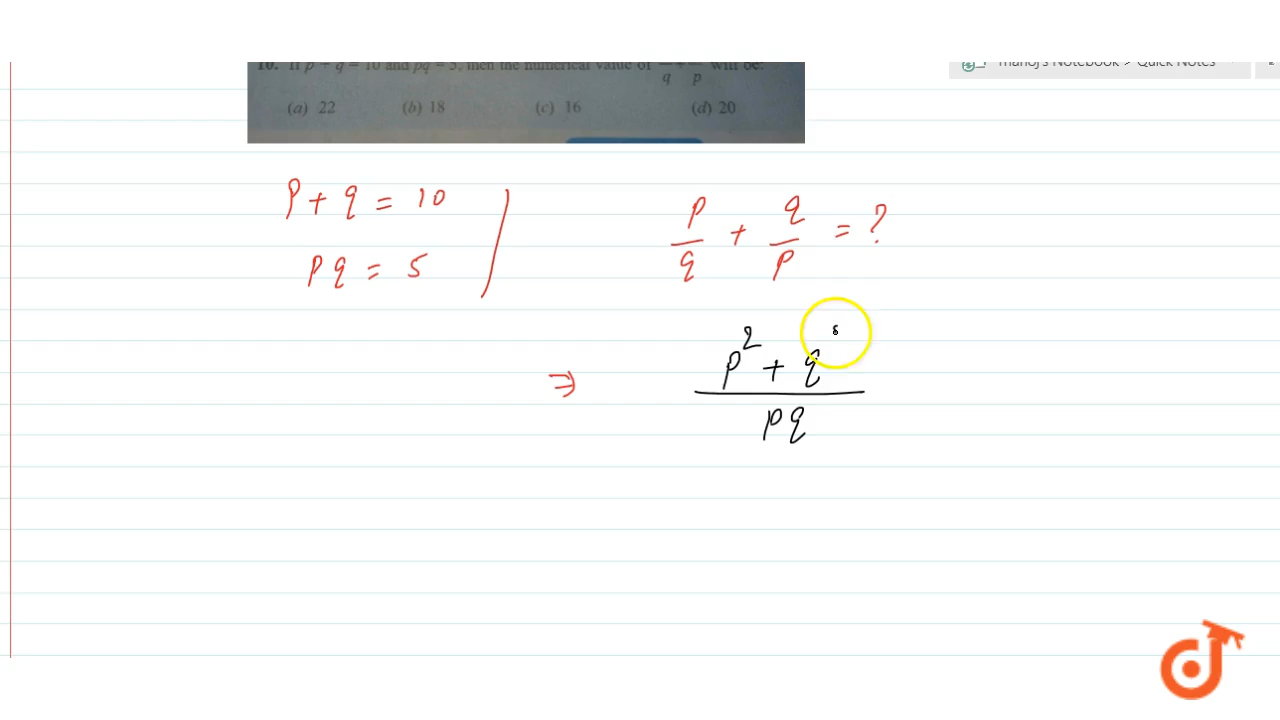 10. If p + q = 10 and pq = 5, then the numerical value of p/q + q/p will be:
(a) 22 (b) 18 (c) 16 (d) 20
manoj's Notebook > Quick Notes
p + q = 10
pq = 5
p/q + q/p = ?
⇒ p² + q / pq